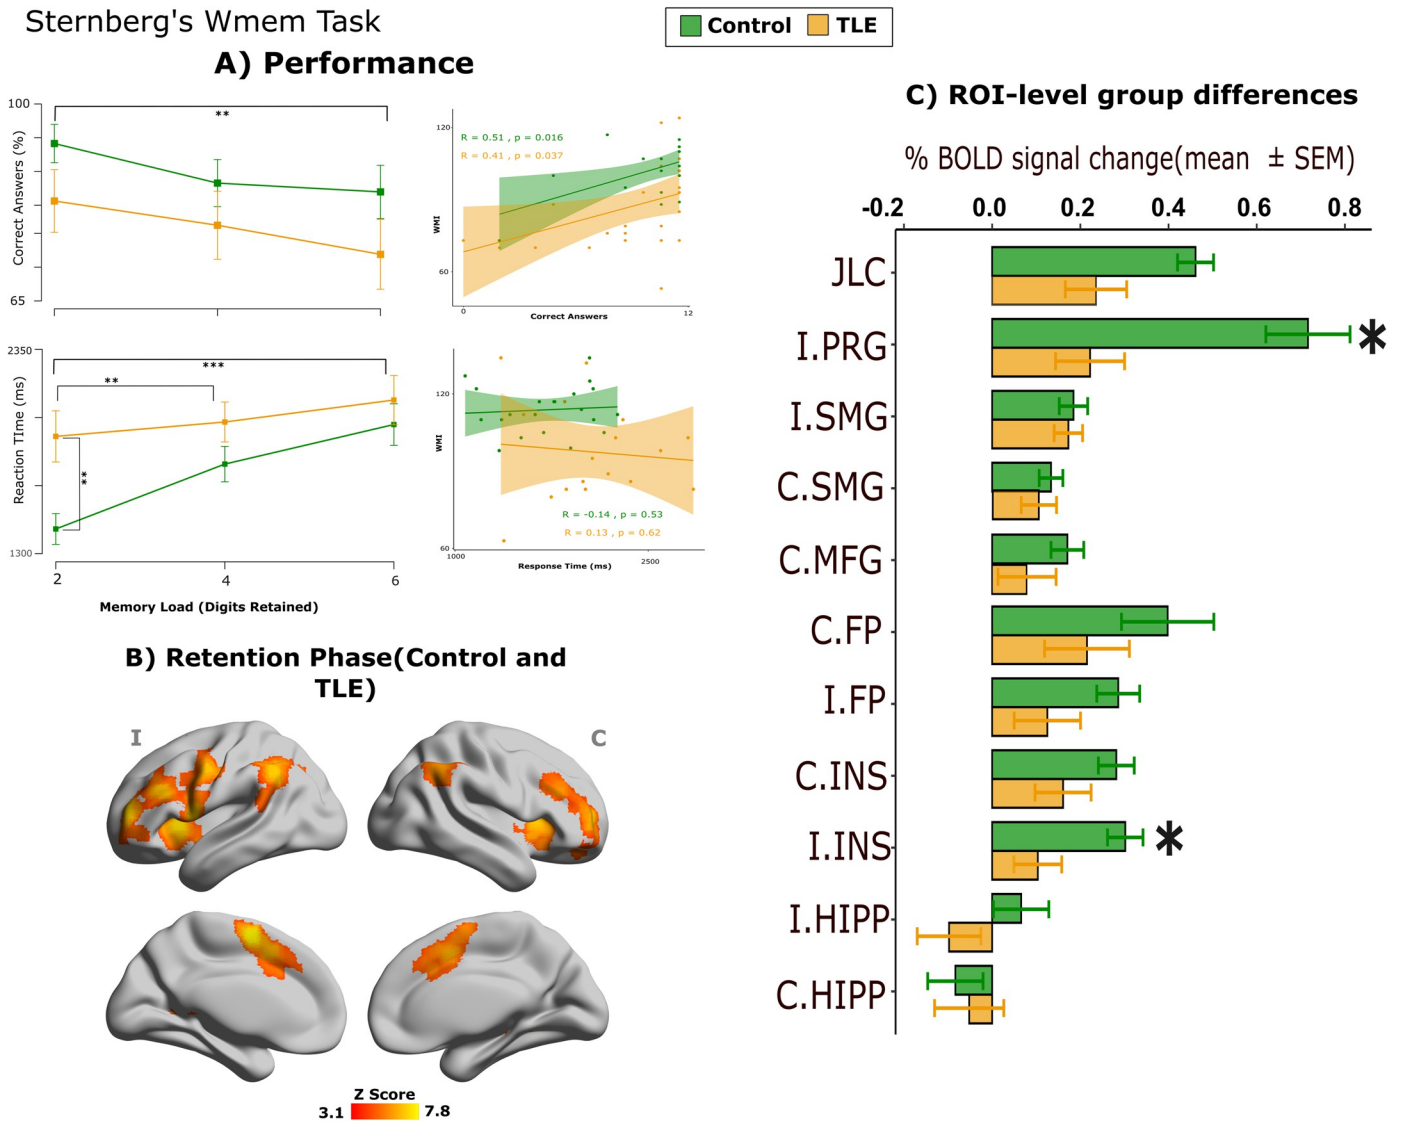 Sternberg's Wmem Task
Control
TLE
A) Performance
100
65
Correct Answers (%)
**
120
60
WMI
R = 0.51 , p = 0.016
R = 0.41 , p = 0.037
0
12
Correct Answers
2350
1300
Reaction TIme (ms)
***
**
**
2
4
6
Memory Load (Digits Retained)
120
60
WMI
R = -0.14 , p = 0.53
R = 0.13 , p = 0.62
1000
2500
Response Time (ms)
B) Retention Phase(Control and
TLE)
I
C
Z Score
3.1
7.8
C) ROI-level group differences
% BOLD signal change(mean ± SEM)
-0.2
0.0
0.2
0.4
0.6
0.8
JLC
I.PRG
*
I.SMG
C.SMG
C.MFG
C.FP
I.FP
C.INS
I.INS
*
I.HIPP
C.HIPP